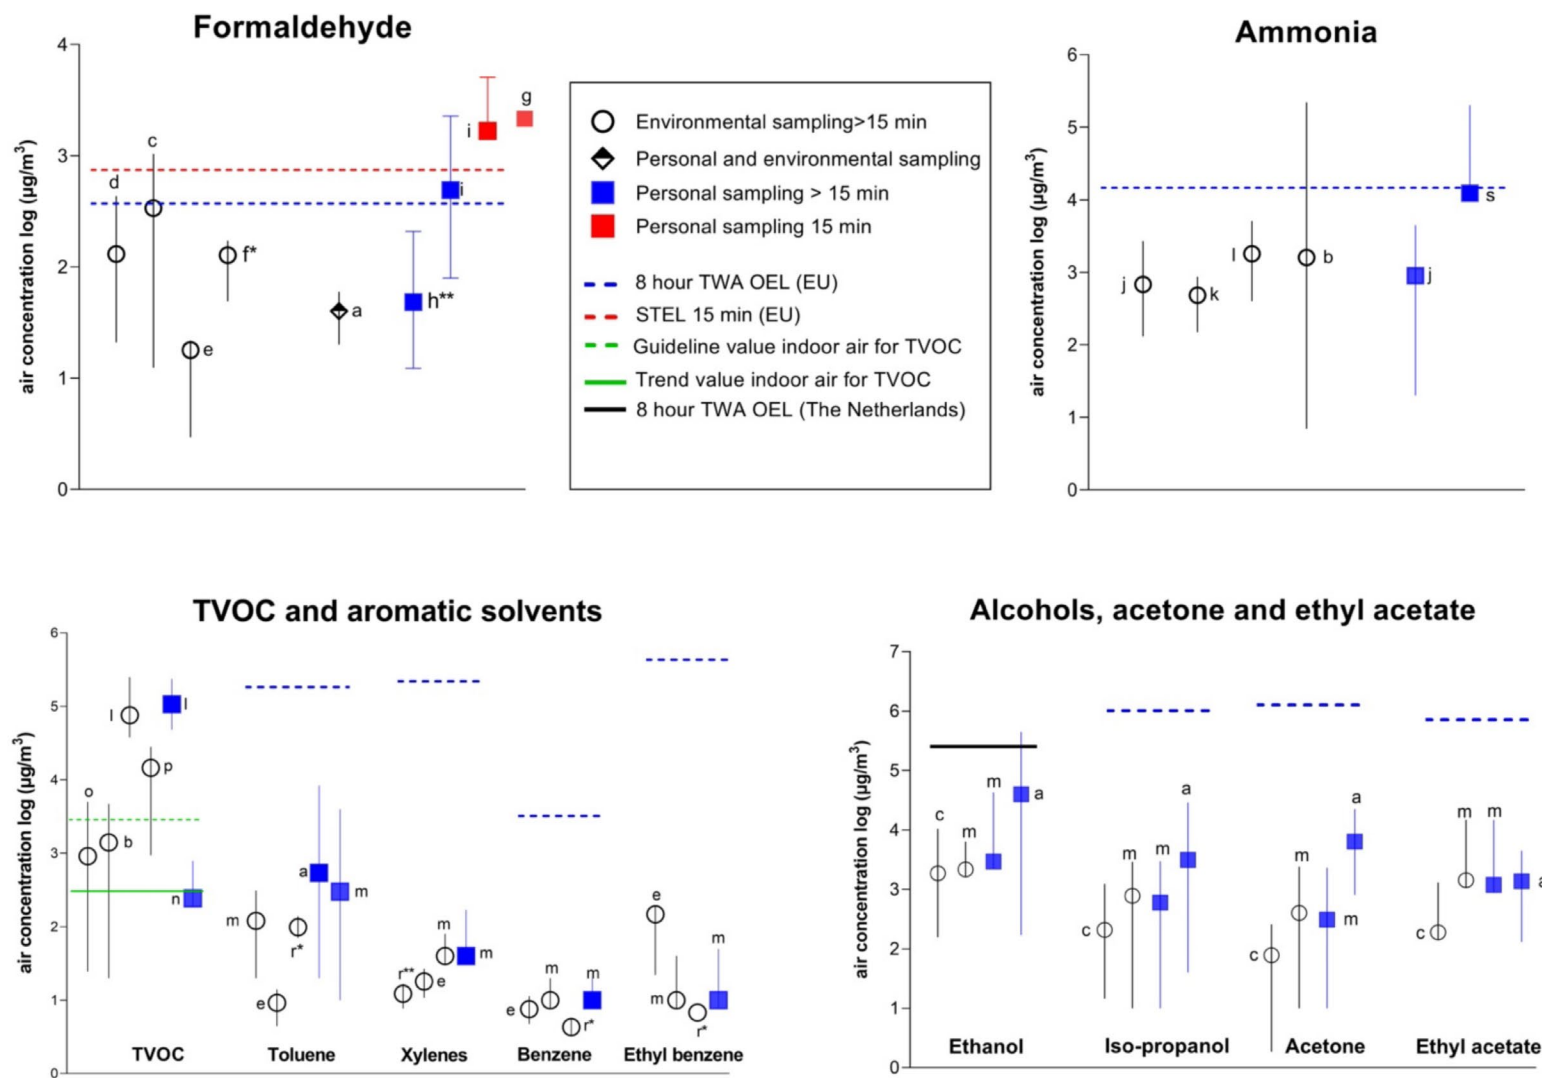 Formaldehyde
air concentration log (µg/m³)
4
3
2
1
0
d
c
e
f*
a
h**
i
i
g
Environmental sampling>15 min
Personal and environmental sampling
Personal sampling > 15 min
Personal sampling 15 min
8 hour TWA OEL (EU)
STEL 15 min (EU)
Guideline value indoor air for TVOC
Trend value indoor air for TVOC
8 hour TWA OEL (The Netherlands)
Ammonia
air concentration log (µg/m³)
6
5
4
3
2
1
0
j
k
l
b
j
s
TVOC and aromatic solvents
air concentration log (µg/m³)
6
5
4
3
2
1
0
o
b
l
p
l
n
m
e
r*
a
m
r**
e
m
m
e
m
r*
m
e
m
r*
m
TVOC Toluene Xylenes Benzene Ethyl benzene
Alcohols, acetone and ethyl acetate
air concentration log (µg/m³)
7
6
5
4
3
2
1
0
c
m
m
a
c
m
m
a
c
m
m
a
c
m
m
a
Ethanol Iso-propanol Acetone Ethyl acetate